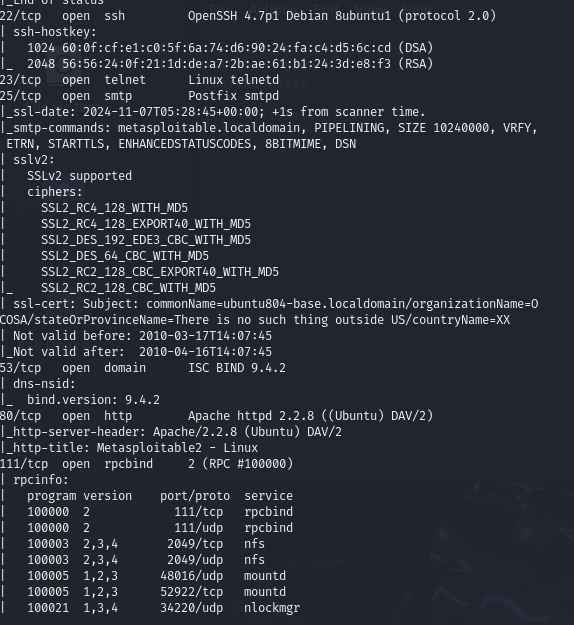 |_End of status
22/tcp   open  ssh         OpenSSH 4.7p1 Debian 8ubuntu1 (protocol 2.0)
| ssh-hostkey:
|   1024 60:0f:cf:e1:c0:5f:6a:74:d6:90:24:fa:c4:d5:6c:cd (DSA)
|_  2048 56:56:24:0f:21:1d:de:a7:2b:ae:61:b1:24:3d:e8:f3 (RSA)
23/tcp   open  telnet      Linux telnetd
25/tcp   open  smtp        Postfix smtpd
|_ssl-date: 2024-11-07T05:28:45+00:00; +1s from scanner time.
|_smtp-commands: metasploitable.localdomain, PIPELINING, SIZE 10240000, VRFY,
 ETRN, STARTTLS, ENHANCEDSTATUSCODES, 8BITMIME, DSN
| sslv2:
|   SSLv2 supported
|   ciphers:
|     SSL2_RC4_128_WITH_MD5
|     SSL2_RC4_128_EXPORT40_WITH_MD5
|     SSL2_DES_192_EDE3_CBC_WITH_MD5
|     SSL2_DES_64_CBC_WITH_MD5
|     SSL2_RC2_128_CBC_EXPORT40_WITH_MD5
|_    SSL2_RC2_128_CBC_WITH_MD5
| ssl-cert: Subject: commonName=ubuntu804-base.localdomain/organizationName=O
COSA/stateOrProvinceName=There is no such thing outside US/countryName=XX
| Not valid before: 2010-03-17T14:07:45
|_Not valid after:  2010-04-16T14:07:45
53/tcp   open  domain      ISC BIND 9.4.2
| dns-nsid:
|_  bind.version: 9.4.2
80/tcp   open  http        Apache httpd 2.2.8 ((Ubuntu) DAV/2)
|_http-server-header: Apache/2.2.8 (Ubuntu) DAV/2
|_http-title: Metasploitable2 - Linux
111/tcp  open  rpcbind     2 (RPC #100000)
| rpcinfo:
|   program version    port/proto  service
|   100000  2            111/tcp   rpcbind
|   100000  2            111/udp   rpcbind
|   100003  2,3,4       2049/tcp   nfs
|   100003  2,3,4       2049/udp   nfs
|   100005  1,2,3      48016/udp   mountd
|   100005  1,2,3      52922/tcp   mountd
|   100021  1,3,4      34220/udp   nlockmgr